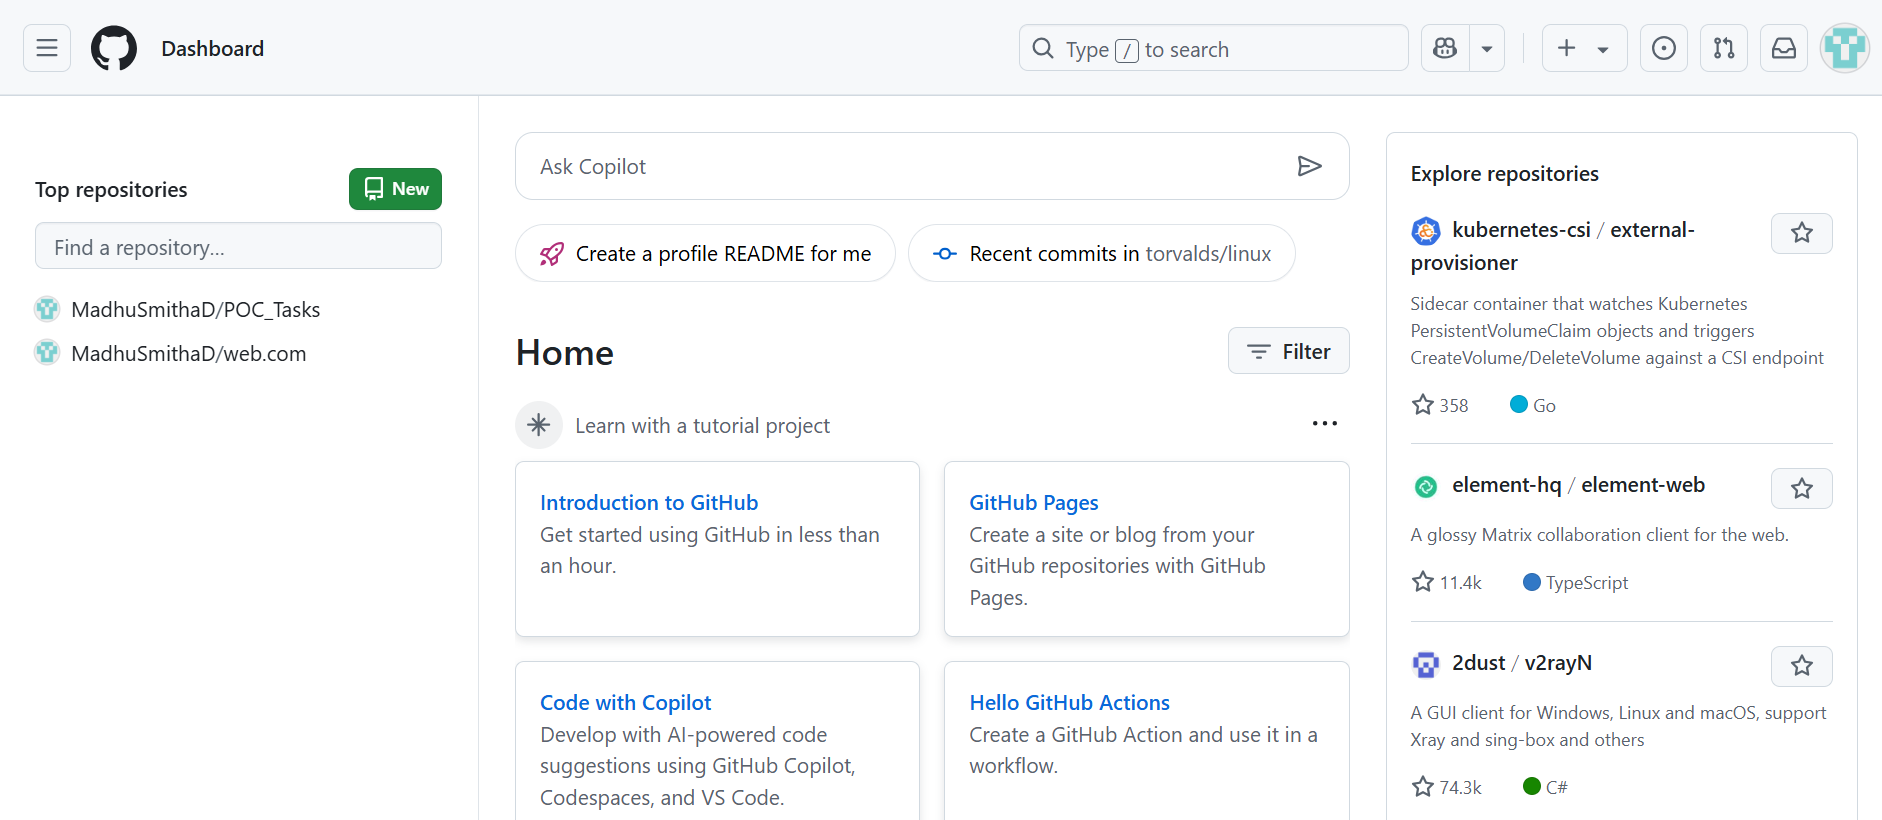 Dashboard
Type / to search
Top repositories
New
Find a repository...
MadhuSmithaD/POC_Tasks
MadhuSmithaD/web.com
Ask Copilot
Create a profile README for me
Recent commits in torvalds/linux
Home
Filter
Learn with a tutorial project
Introduction to GitHub
Get started using GitHub in less than
an hour.
GitHub Pages
Create a site or blog from your
GitHub repositories with GitHub
Pages.
Code with Copilot
Develop with AI-powered code
suggestions using GitHub Copilot,
Codespaces, and VS Code.
Hello GitHub Actions
Create a GitHub Action and use it in a
workflow.
Explore repositories
kubernetes-csi / external-
provisioner
Sidecar container that watches Kubernetes
PersistentVolumeClaim objects and triggers
CreateVolume/DeleteVolume against a CSI endpoint
358
Go
element-hq / element-web
A glossy Matrix collaboration client for the web.
11.4k
TypeScript
2dust / v2rayN
A GUI client for Windows, Linux and macOS, support
Xray and sing-box and others
74.3k
C#